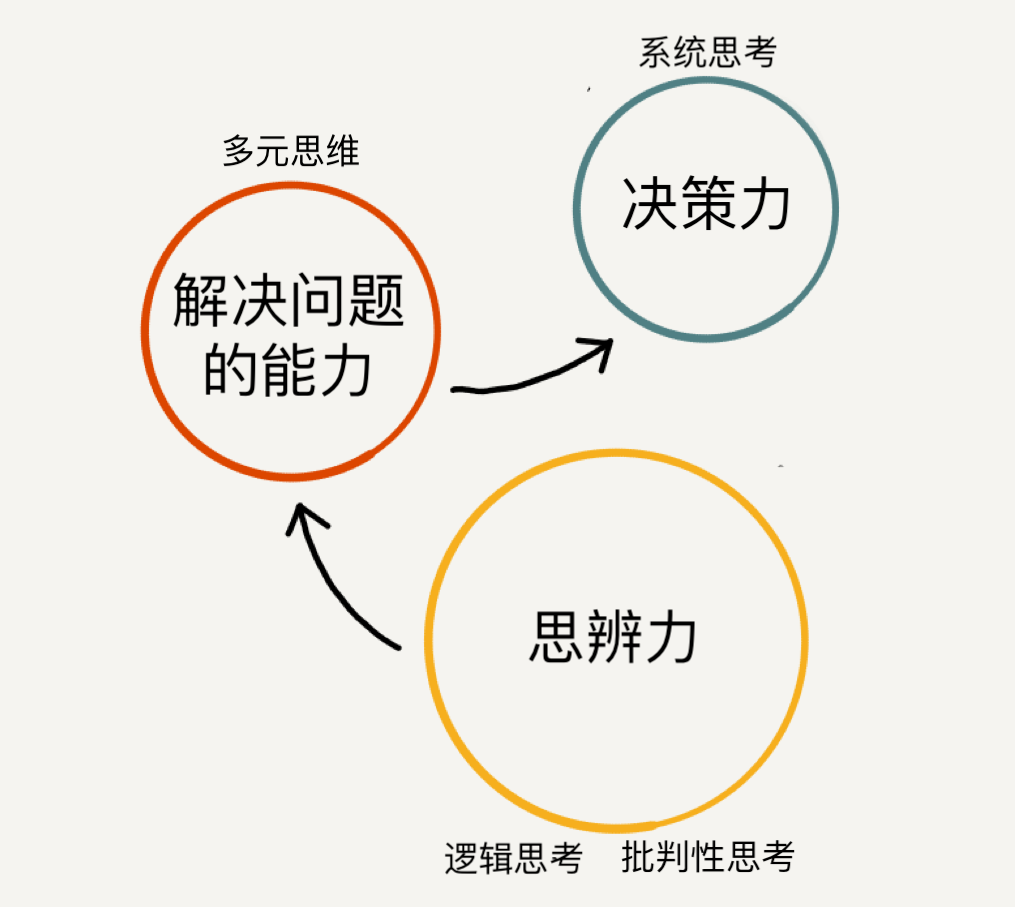 系统思考
决策力
多元思维
解决问题
的能力
思辨力
逻辑思考
批判性思考